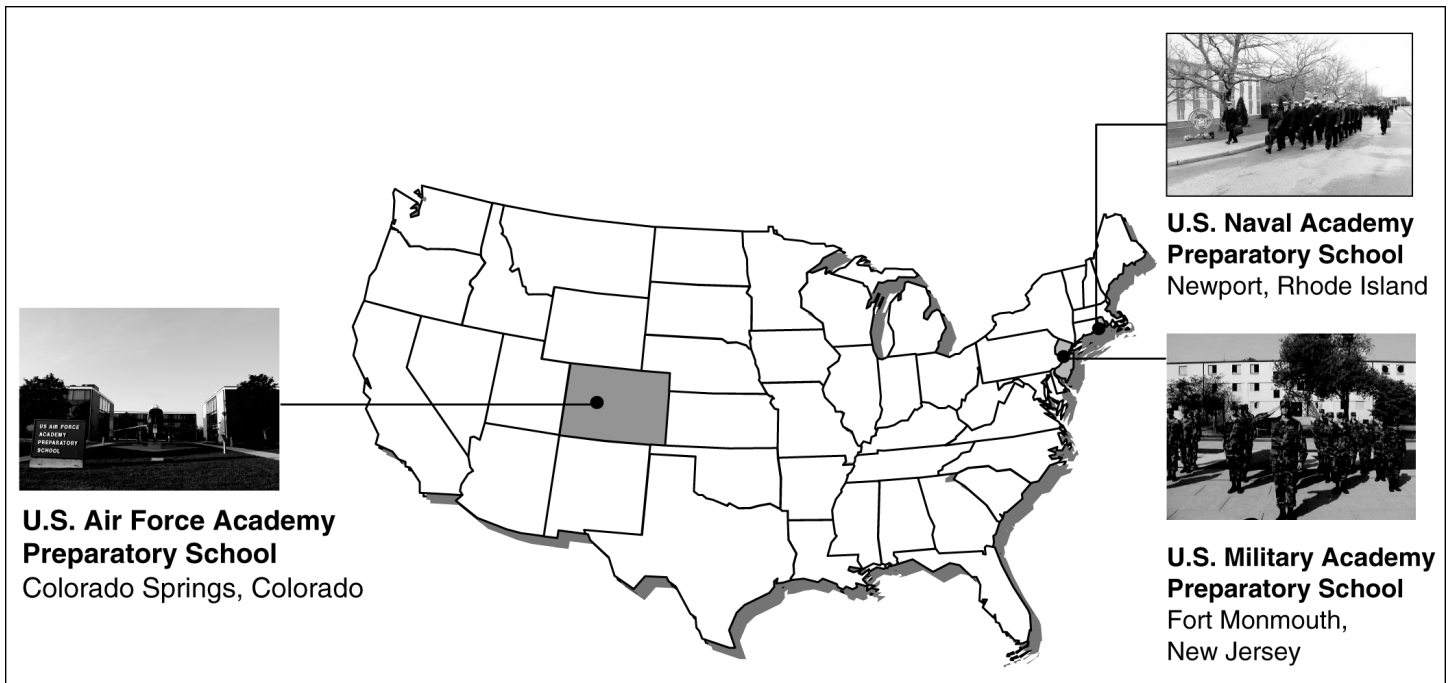 U.S. Naval Academy
Preparatory School
Newport, Rhode Island
US AIR FORCE
ACADEMY
PREPARATORY
SCHOOL
U.S. Air Force Academy
Preparatory School
Colorado Springs, Colorado
U.S. Military Academy
Preparatory School
Fort Monmouth,
New Jersey